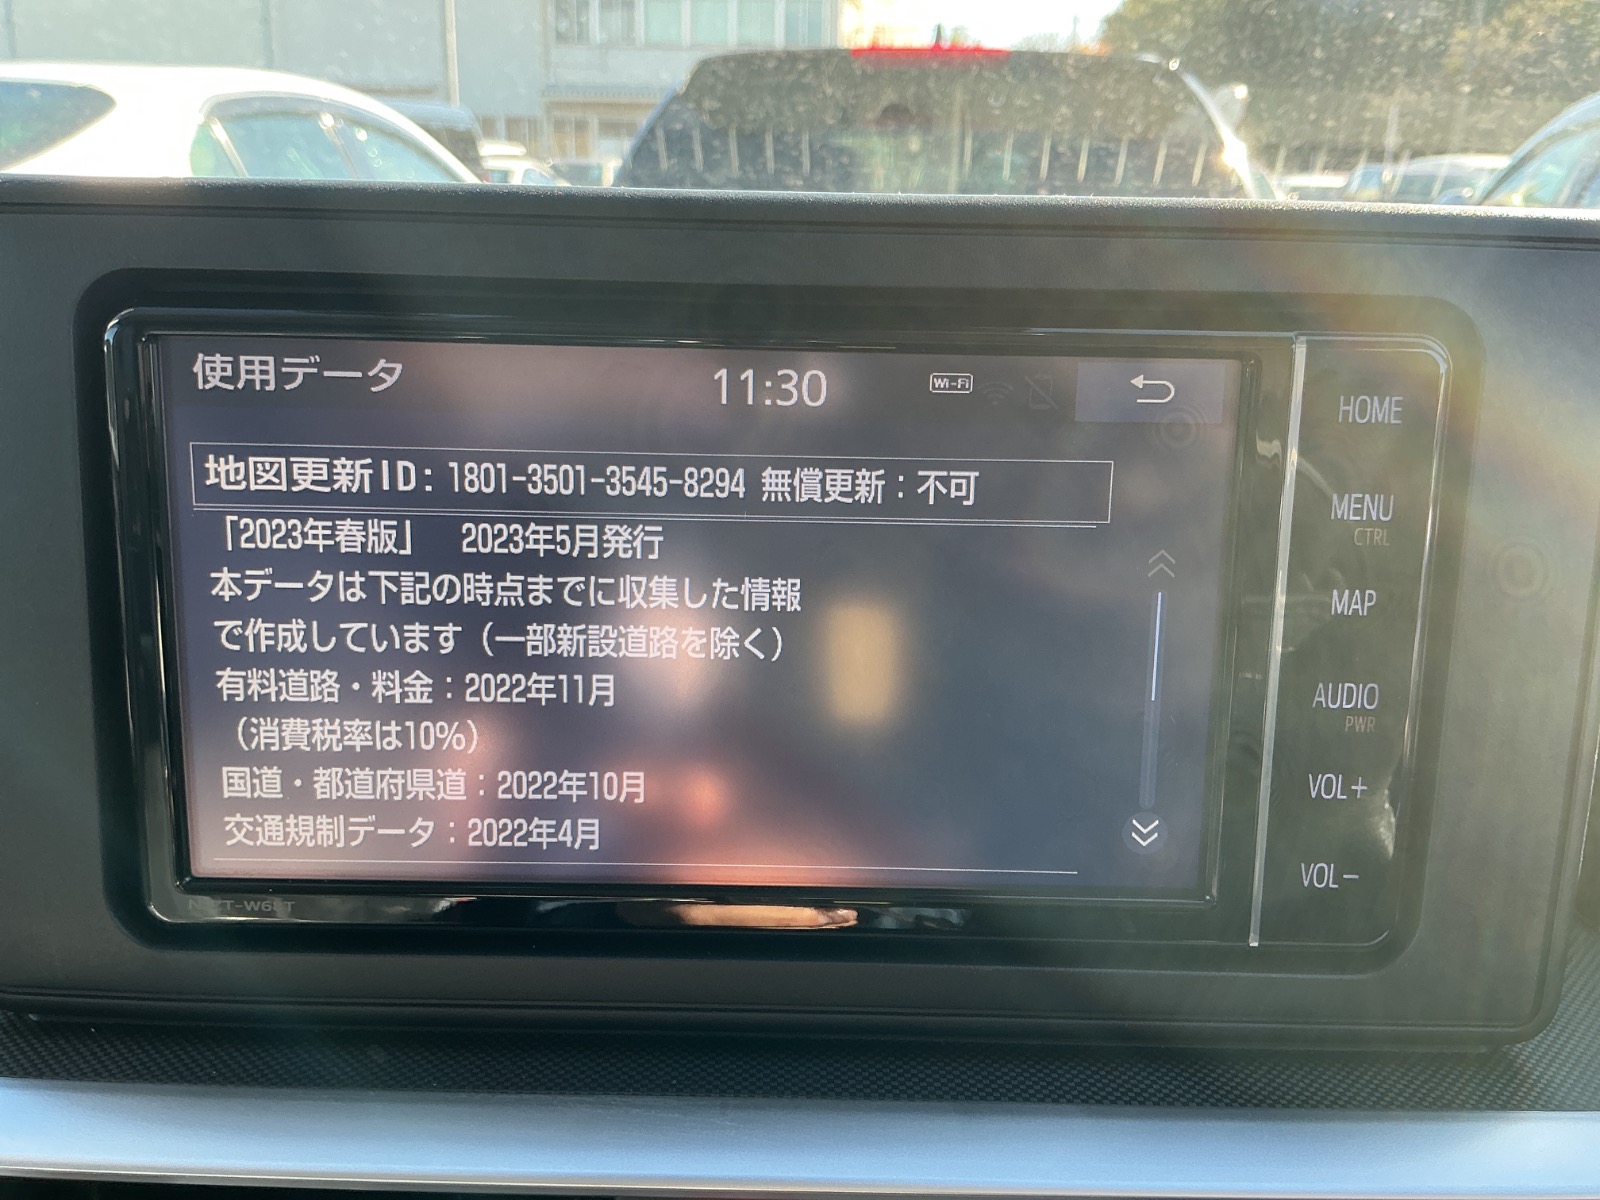 使用データ
11:30
Wi-Fi
HOME
地図更新ID: 1801-3501-3545-8294 無償更新：不可
MENU
CTRL
「2023年春版」　2023年5月発行
本データは下記の時点までに収集した情報
で作成しています（一部新設道路を除く）
MAP
有料道路・料金：2022年11月
（消費税率は10%）
AUDIO
PWR
国道・都道府県道：2022年10月
VOL+
交通規制データ：2022年4月
VOL-